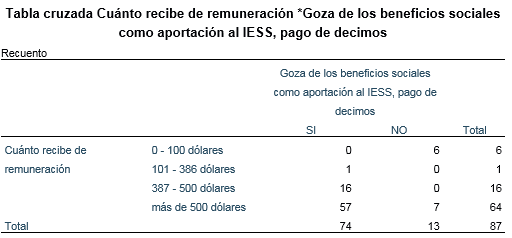 Tabla cruzada Cuánto recibe de remuneración *Goza de los beneficios sociales
como aportación al IESS, pago de decimos
Recuento
Goza de los beneficios sociales
como aportación al IESS, pago de
decimos
SI NO Total
Cuánto recibe de 0 - 100 dólares 0 6 6
remuneración 101 - 386 dólares 1 0 1
387 - 500 dólares 16 0 16
más de 500 dólares 57 7 64
Total 74 13 87